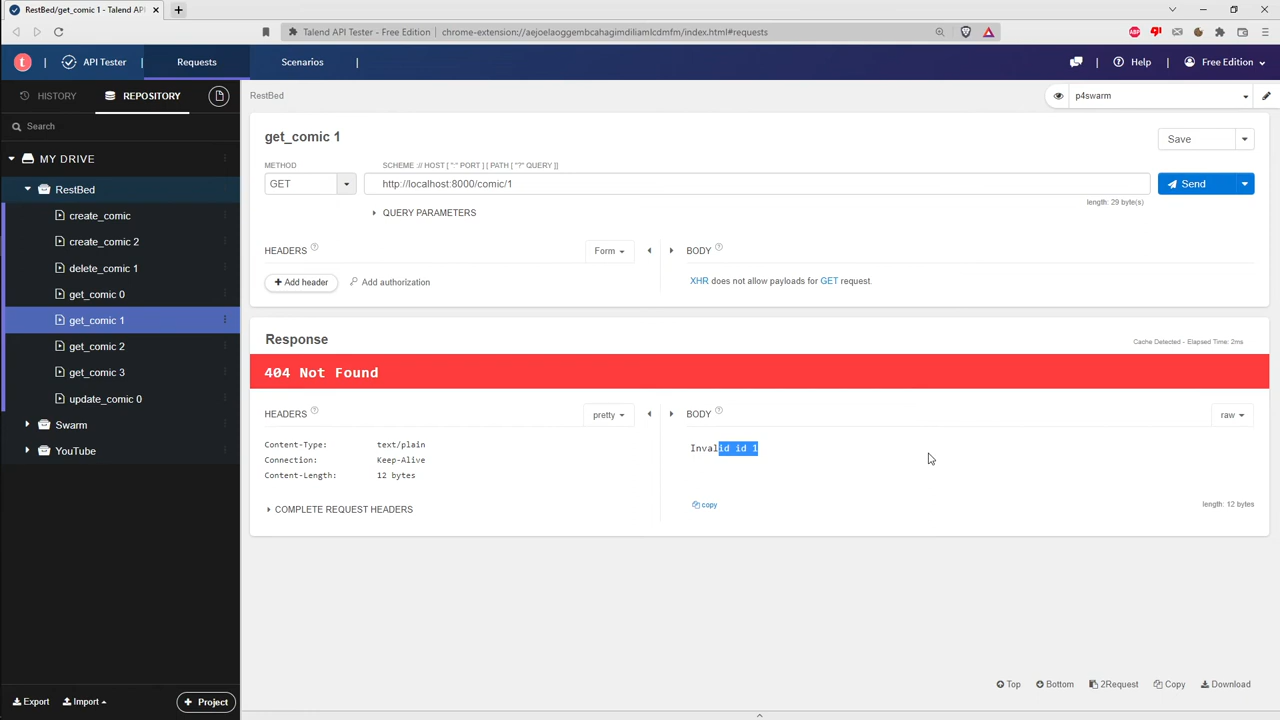 RestBed/get_comic 1 - Talend API
Talend API Tester - Free Edition
chrome-extension://aejoelaoggembcahagimdiliamlcdmfm/index.html#requests
API Tester
Requests
Scenarios
Help
Free Edition
HISTORY
REPOSITORY
RestBed
p4swarm
Search
MY DRIVE
RestBed
create_comic
create_comic 2
delete_comic 1
get_comic 0
get_comic 1
get_comic 2
get_comic 3
update_comic 0
Swarm
YouTube
Export
Import
+ Project
get_comic 1
Save
METHOD
SCHEME :// HOST [ ":" PORT ] [ PATH [ "?" QUERY ]]
GET
http://localhost:8000/comic/1
Send
length: 29 byte(s)
QUERY PARAMETERS
HEADERS
Form
BODY
+ Add header
Add authorization
XHR does not allow payloads for GET request.
Response
Cache Detected - Elapsed Time: 2ms
404 Not Found
HEADERS
pretty
BODY
raw
Content-Type: text/plain
Connection: Keep-Alive
Content-Length: 12 bytes
Invalid id 1
COMPLETE REQUEST HEADERS
copy
length: 12 bytes
Top
Bottom
2Request
Copy
Download